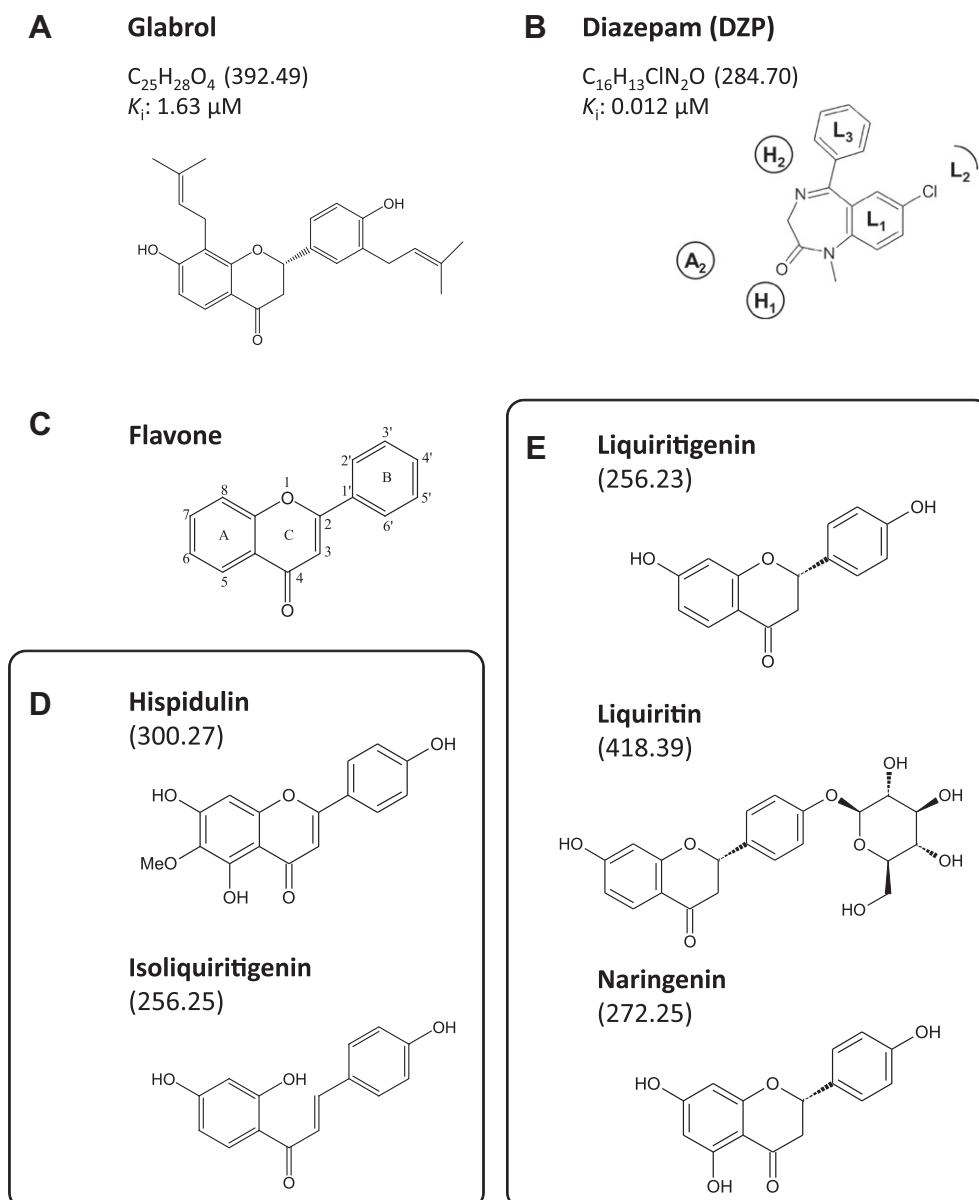 A
Glabrol
C25H28O4 (392.49)
Ki: 1.63 µM
OH
HO
O
O
B
Diazepam (DZP)
C16H13ClN2O (284.70)
Ki: 0.012 µM
L3
H2
L2
Cl
N
L1
A2
N
O
H1
C
Flavone
3'
2'
4'
B
1
8
1'
5'
O
7
6'
A
C
2
6
3
5
4
O
D
Hispidulin
(300.27)
OH
HO
O
MeO
OH
O
Isoliquiritigenin
(256.25)
OH
HO
OH
O
E
Liquiritigenin
(256.23)
OH
HO
O
O
Liquiritin
(418.39)
OH
O
OH
HO
O
O
OH
HO
O
Naringenin
(272.25)
OH
HO
O
OH
O